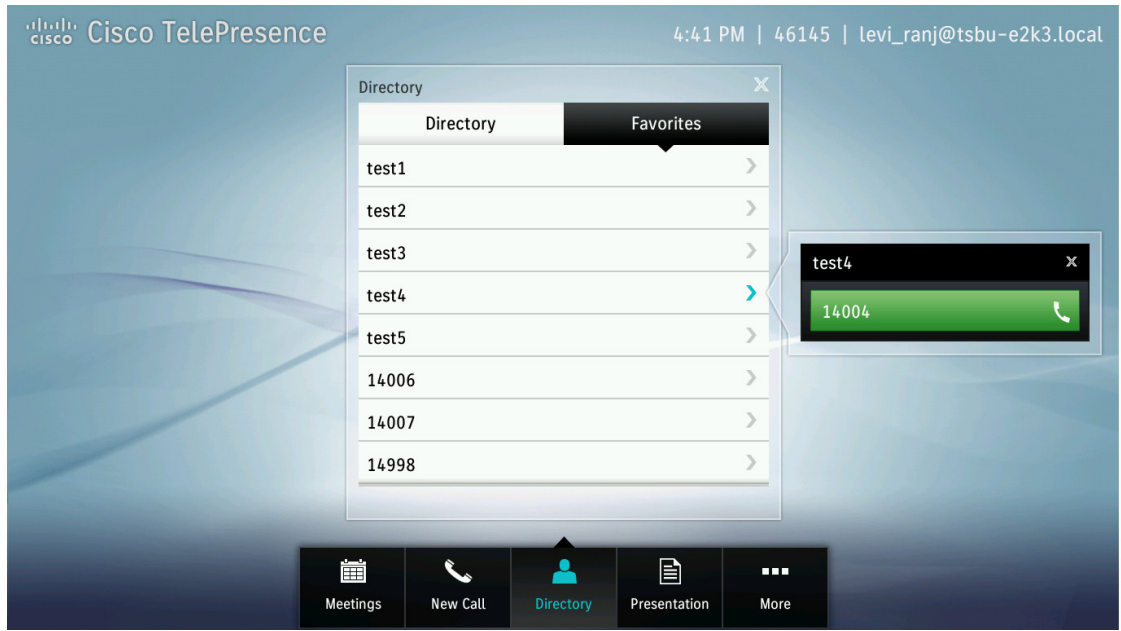 cisco Cisco TelePresence
4:41 PM | 46145 | levi_ranj@tsbu-e2k3.local
Directory X
Directory Favorites
test1
test2
test3
test4
test5
14006
14007
14998
test4 X
14004
Meetings New Call Directory Presentation More